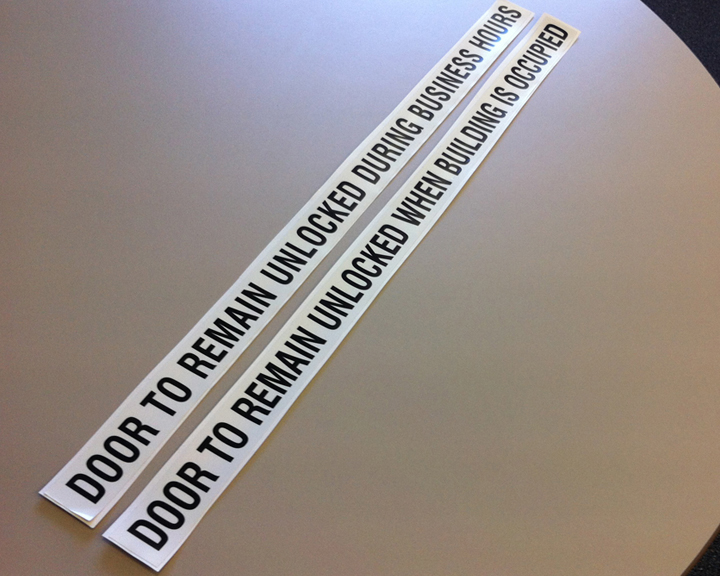 DOOR TO REMAIN UNLOCKED DURING BUSINESS HOURS
DOOR TO REMAIN UNLOCKED WHEN BUILDING IS OCCUPIED